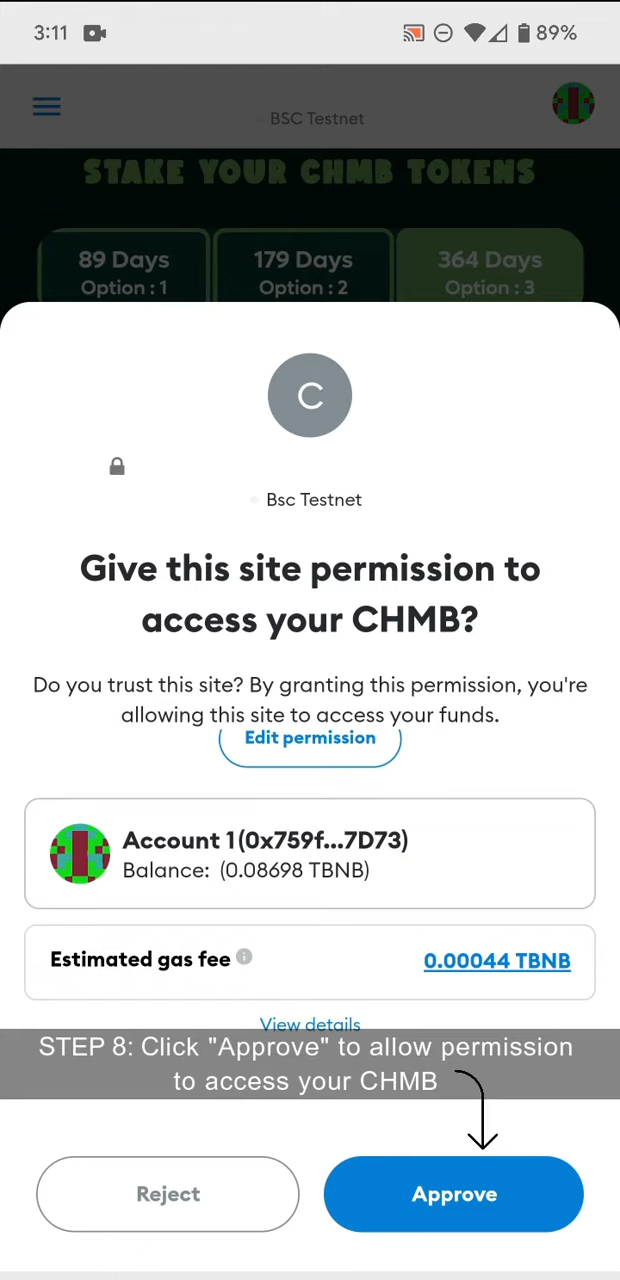 3:11
89%
BSC Testnet
STAKE YOUR CHMB TOKENS
89 Days
Option : 1
179 Days
Option : 2
364 Days
Option : 3
C
Bsc Testnet
Give this site permission to
access your CHMB?
Do you trust this site? By granting this permission, you're
allowing this site to access your funds.
Edit permission
Account 1 (0x759f...7D73)
Balance: (0.08698 TBNB)
Estimated gas fee
0.00044 TBNB
View details
STEP 8: Click "Approve" to allow permission
to access your CHMB
Reject
Approve